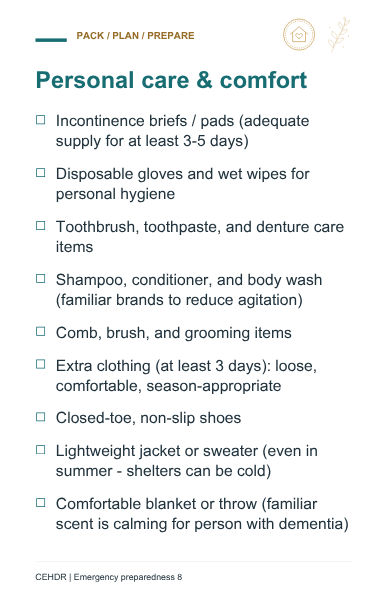 PACK / PLAN / PREPARE
Personal care & comfort
☐ Incontinence briefs / pads (adequate
supply for at least 3-5 days)
☐ Disposable gloves and wet wipes for
personal hygiene
☐ Toothbrush, toothpaste, and denture care
items
☐ Shampoo, conditioner, and body wash
(familiar brands to reduce agitation)
☐ Comb, brush, and grooming items
☐ Extra clothing (at least 3 days): loose,
comfortable, season-appropriate
☐ Closed-toe, non-slip shoes
☐ Lightweight jacket or sweater (even in
summer - shelters can be cold)
☐ Comfortable blanket or throw (familiar
scent is calming for person with dementia)
CEHDR | Emergency preparedness 8